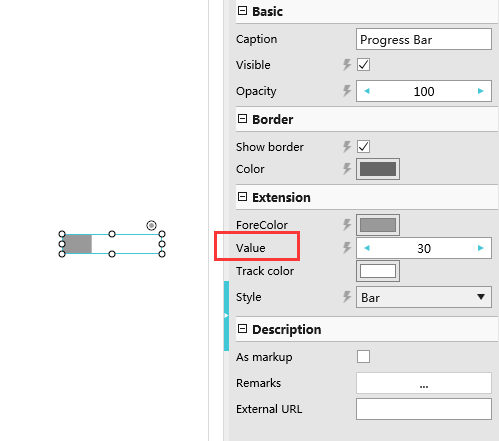 Basic
Caption Progress Bar
Visible
Opacity 100
Border
Show border
Color
Extension
ForeColor
Value 30
Track color
Style Bar
Description
As markup
Remarks ...
External URL